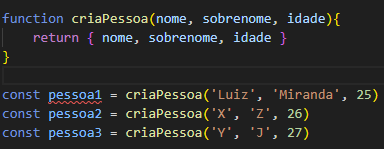 function criaPessoa(nome, sobrenome, idade){
    return { nome, sobrenome, idade }
}
const pessoa1 = criaPessoa('Luiz', 'Miranda', 25)
const pessoa2 = criaPessoa('X', 'Z', 26)
const pessoa3 = criaPessoa('Y', 'J', 27)